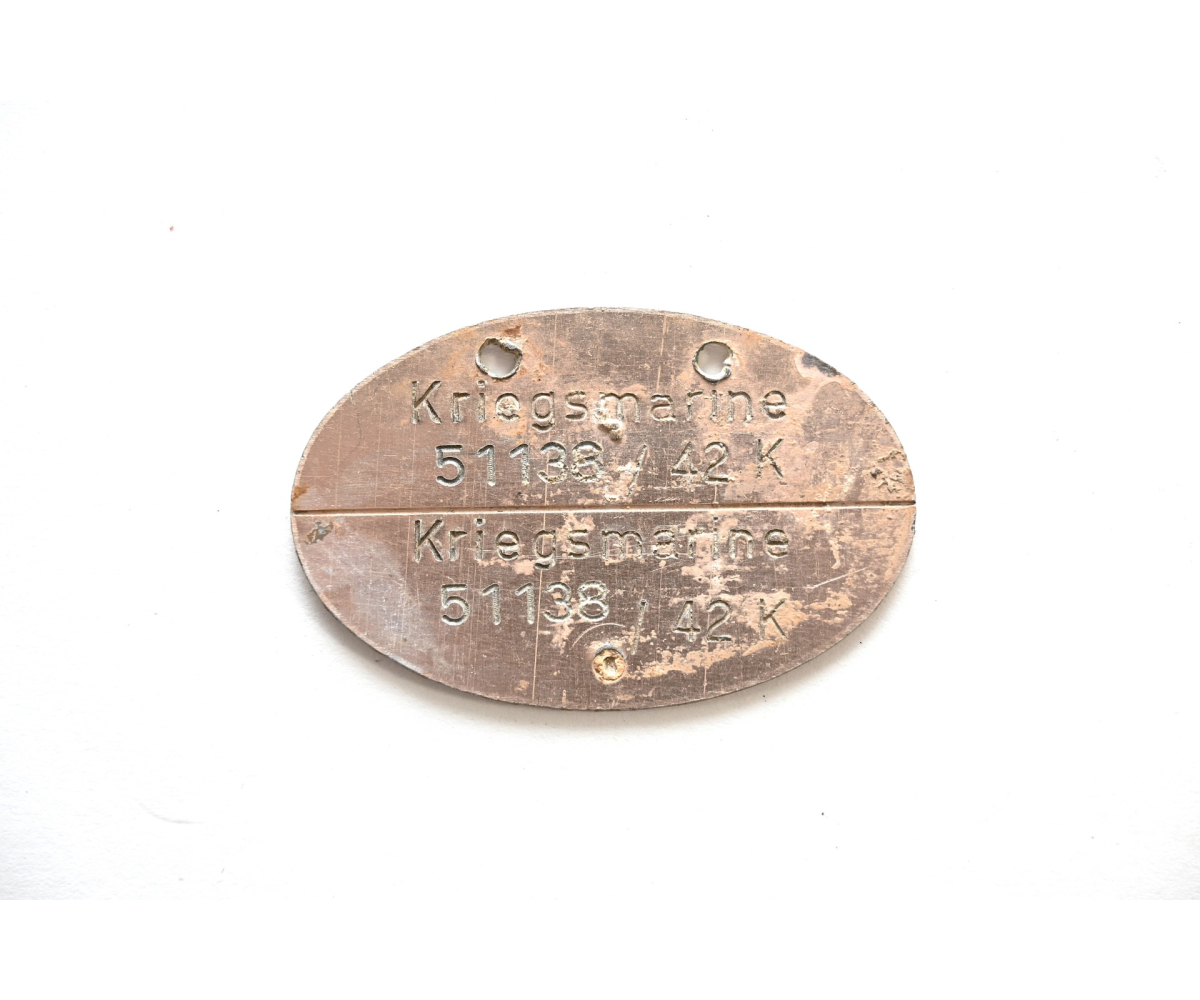 Kriegsmarine
51138 / 42 K
Kriegsmarine
51138 / 42 K